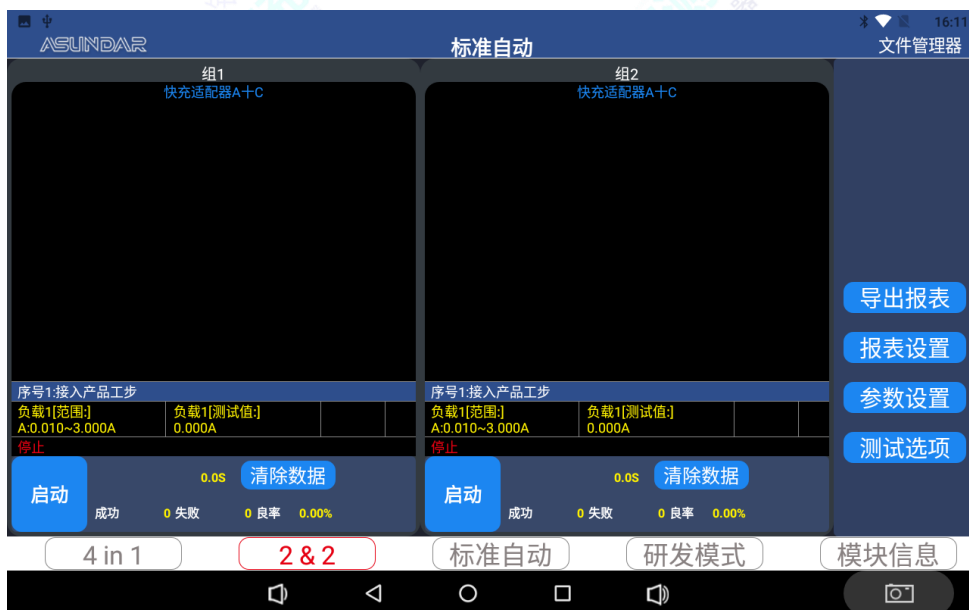 16:11
ASUNDAR
标准自动
文件管理器
组1
快充适配器A十C
序号1:接入产品工步
负载1[范围:]
A:0.010~3.000A
负载1[测试值:]
0.000A
停止
启动
0.0S
清除数据
成功 0 失败 0 良率 0.00%
组2
快充适配器A十C
序号1:接入产品工步
负载1[范围:]
A:0.010~3.000A
负载1[测试值:]
0.000A
停止
启动
0.0S
清除数据
成功 0 失败 0 良率 0.00%
导出报表
报表设置
参数设置
测试选项
4 in 1
2 & 2
标准自动
研发模式
模块信息